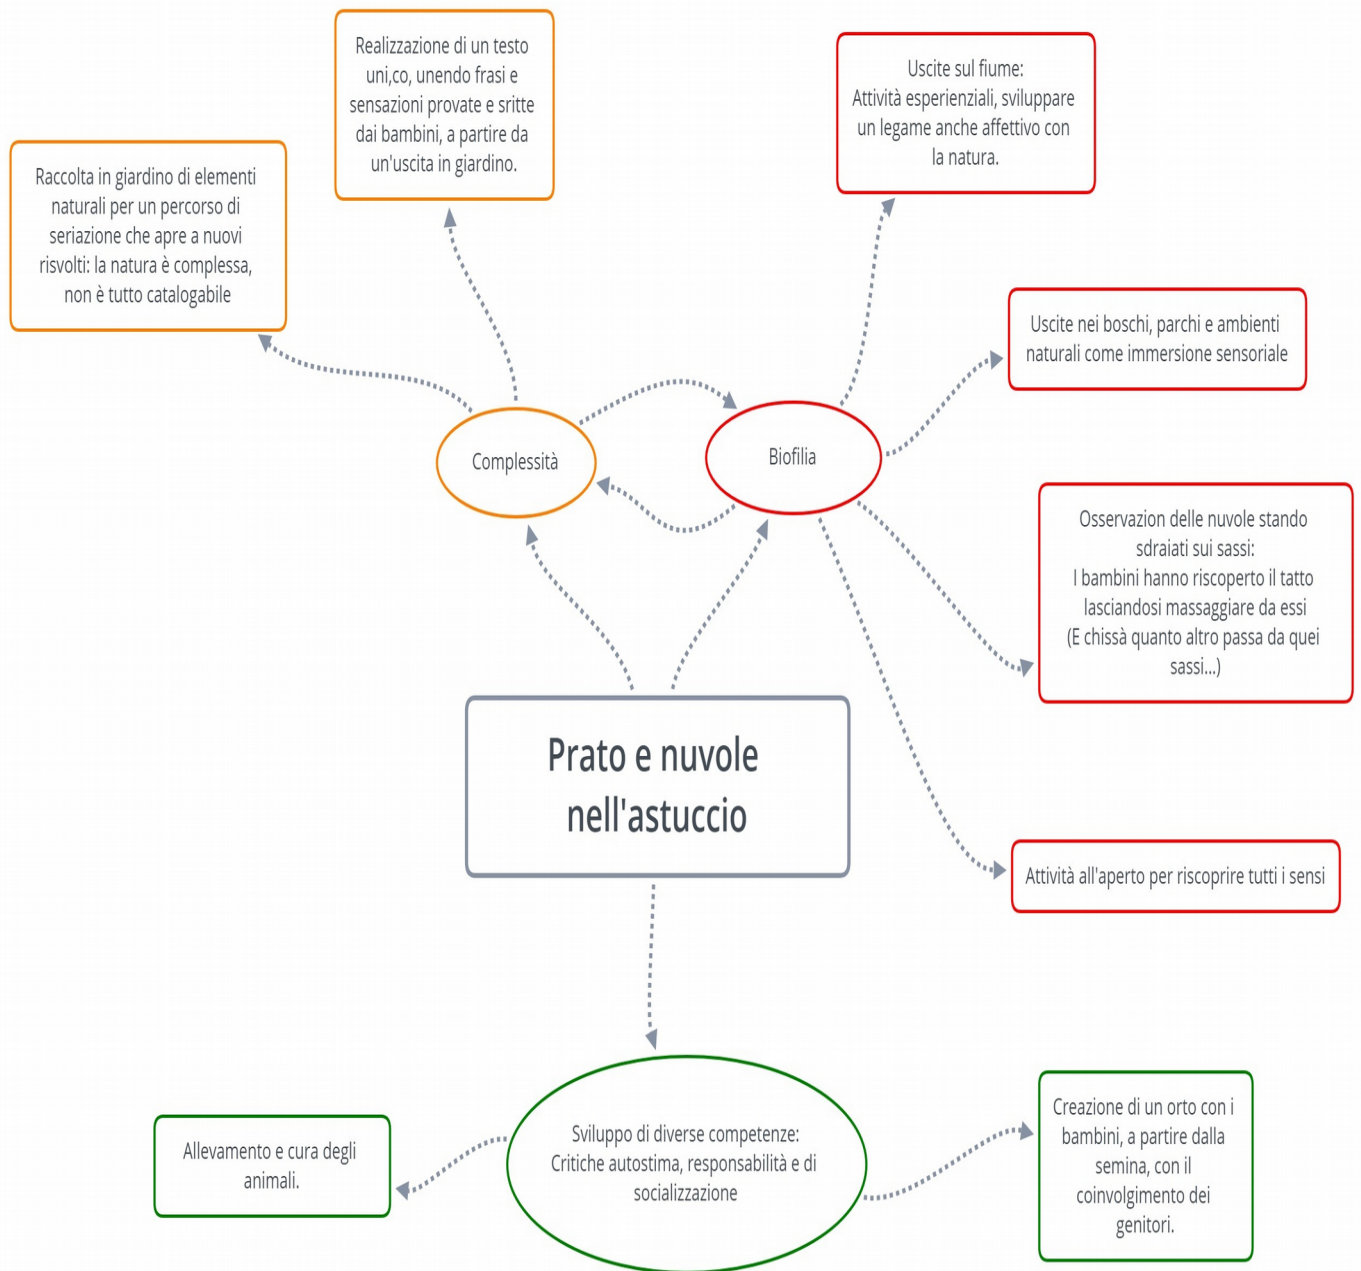 Realizzazione di un testo
uni,co, unendo frasi e
sensazioni provate e sritte
dai bambini, a partire da
un'uscita in giardino.
Uscite sul fiume:
Attività esperienziali, sviluppare
un legame anche affettivo con
la natura.
Raccolta in giardino di elementi
naturali per un percorso di
seriazione che apre a nuovi
risvolti: la natura è complessa,
non è tutto catalogabile
Uscite nei boschi, parchi e ambienti
naturali come immersione sensoriale
Complessità
Biofilia
Osservazion delle nuvole stando
sdraiati sui sassi:
I bambini hanno riscoperto il tatto
lasciandosi massaggiare da essi
(E chissà quanto altro passa da quei
sassi...)
Prato e nuvole
nell'astuccio
Attività all'aperto per riscoprire tutti i sensi
Allevamento e cura degli
animali.
Sviluppo di diverse competenze:
Critiche autostima, responsabilità e di
socializzazione
Creazione di un orto con i
bambini, a partire dalla
semina, con il
coinvolgimento dei
genitori.